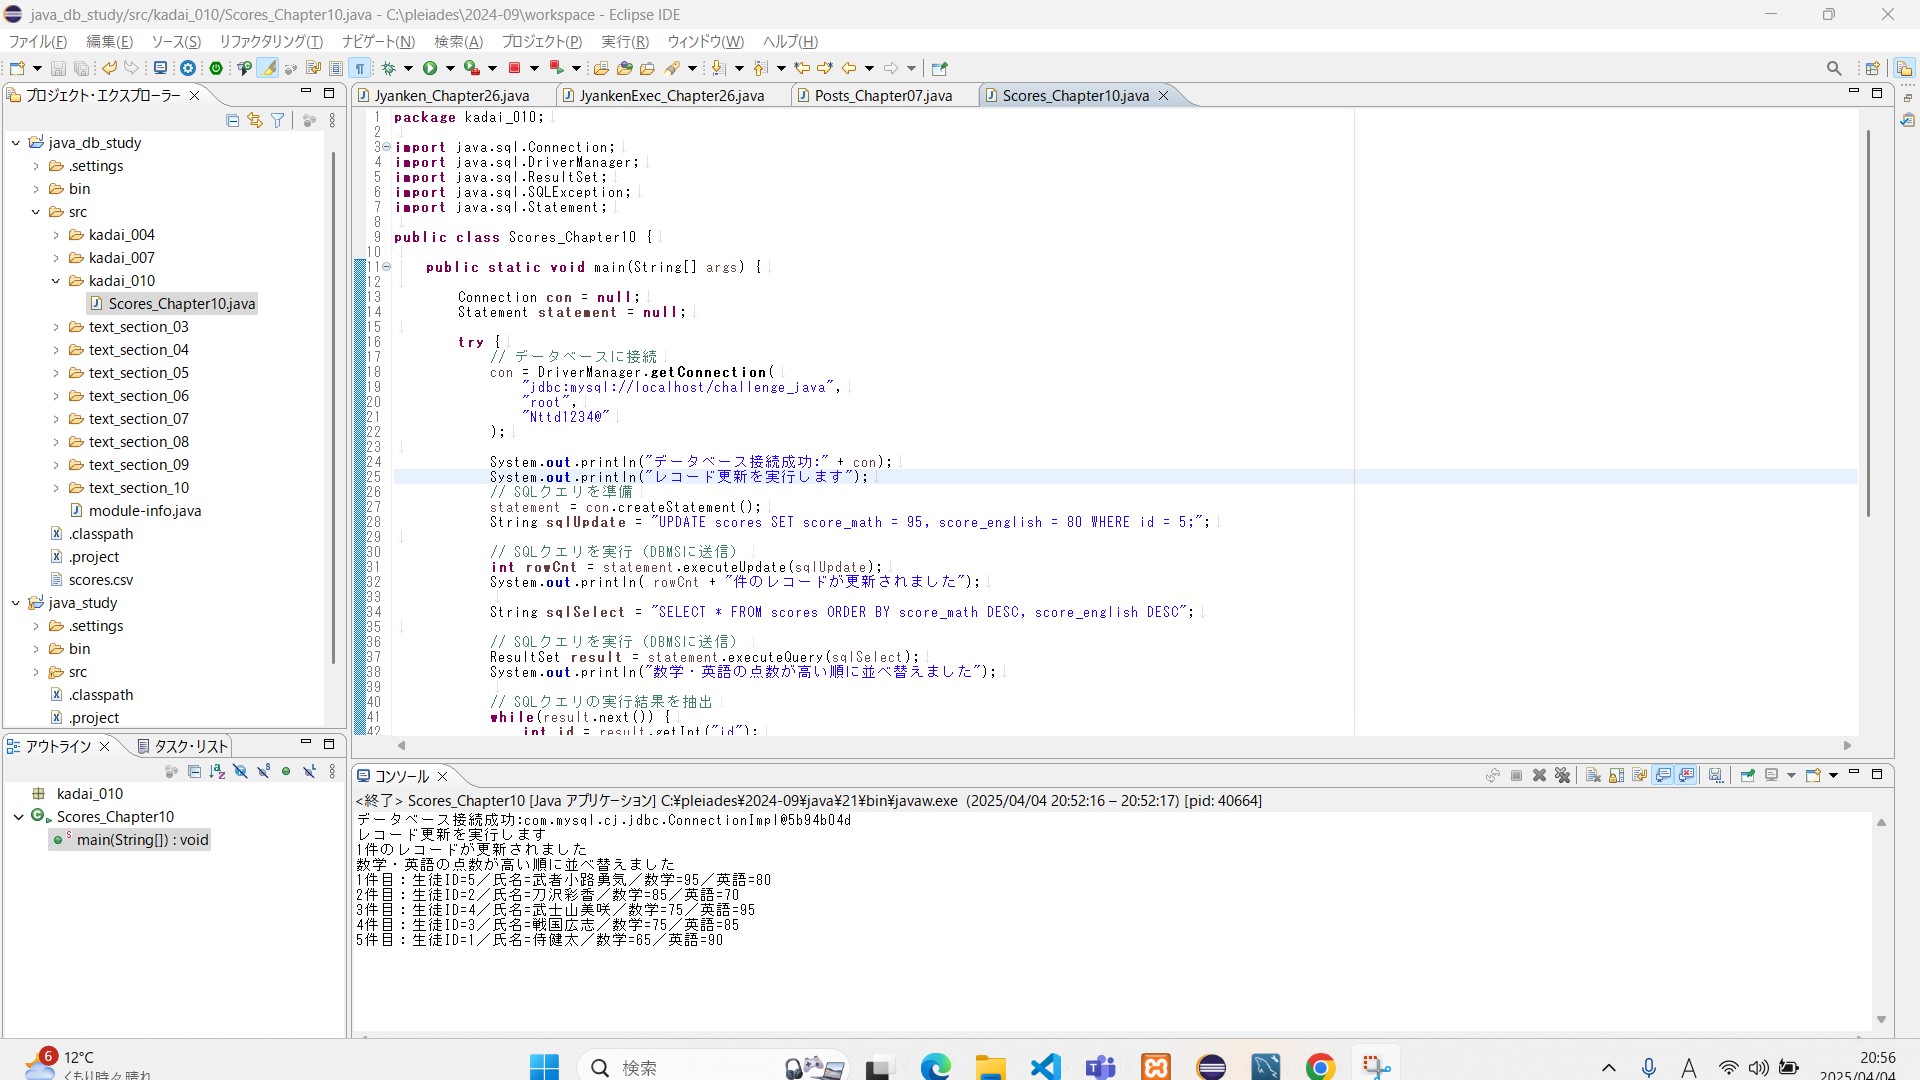 java_db_study/src/kadai_010/Scores_Chapter10.java - C:\pleiades\2024-09\workspace - Eclipse IDE
ファイル(F) 編集(E) ソース(S) リファクタリング(T) ナビゲート(N) 検索(A) プロジェクト(P) 実行(R) ウィンドウ(W) ヘルプ(H)
プロジェクト・エクスプローラー
java_db_study
.settings
bin
src
kadai_004
kadai_007
kadai_010
Scores_Chapter10.java
text_section_03
text_section_04
text_section_05
text_section_06
text_section_07
text_section_08
text_section_09
text_section_10
module-info.java
.classpath
.project
scores.csv
java_study
.settings
bin
src
.classpath
.project
Jyanken_Chapter26.java JyankenExec_Chapter26.java Posts_Chapter07.java Scores_Chapter10.java
1 package kadai_010;
2
3 import java.sql.Connection;
4 import java.sql.DriverManager;
5 import java.sql.ResultSet;
6 import java.sql.SQLException;
7 import java.sql.Statement;
8
9 public class Scores_Chapter10 {
10
11 public static void main(String[] args) {
12
13 Connection con = null;
14 Statement statement = null;
15
16 try {
17 // データベースに接続
18 con = DriverManager.getConnection(
19 "jdbc:mysql://localhost/challenge_java",
20 "root",
21 "Nttd1234@"
22 );
23
24 System.out.println("データベース接続成功:" + con);
25 System.out.println("レコード更新を実行します");
26 // SQLクエリを準備
27 statement = con.createStatement();
28 String sqlUpdate = "UPDATE scores SET score_math = 95, score_english = 80 WHERE id = 5;";
29
30 // SQLクエリを実行（DBMSに送信）
31 int rowCnt = statement.executeUpdate(sqlUpdate);
32 System.out.println( rowCnt + "件のレコードが更新されました");
33
34 String sqlSelect = "SELECT * FROM scores ORDER BY score_math DESC, score_english DESC";
35
36 // SQLクエリを実行（DBMSに送信）
37 ResultSet result = statement.executeQuery(sqlSelect);
38 System.out.println("数学・英語の点数が高い順に並べ替えました");
39
40 // SQLクエリの実行結果を抽出
41 while(result.next()) {
42 int id = result.getInt("id");
アウトライン タスク・リスト
kadai_010
Scores_Chapter10
main(String[]) : void
コンソール
<終了> Scores_Chapter10 [Java アプリケーション] C:¥pleiades¥2024-09¥java¥21¥bin¥javaw.exe (2025/04/04 20:52:16 – 20:52:17) [pid: 40664]
データベース接続成功:com.mysql.cj.jdbc.ConnectionImpl@5b94b04d
レコード更新を実行します
1件のレコードが更新されました
数学・英語の点数が高い順に並べ替えました
1件目：生徒ID=5／氏名=武者小路勇気／数学=95／英語=80
2件目：生徒ID=2／氏名=刀沢彩香／数学=85／英語=70
3件目：生徒ID=4／氏名=武士山美咲／数学=75／英語=95
4件目：生徒ID=3／氏名=戦国広志／数学=75／英語=85
5件目：生徒ID=1／氏名=侍健太／数学=65／英語=90
6
12°C
くもり時々晴れ
検索
A
20:56
2025/04/04